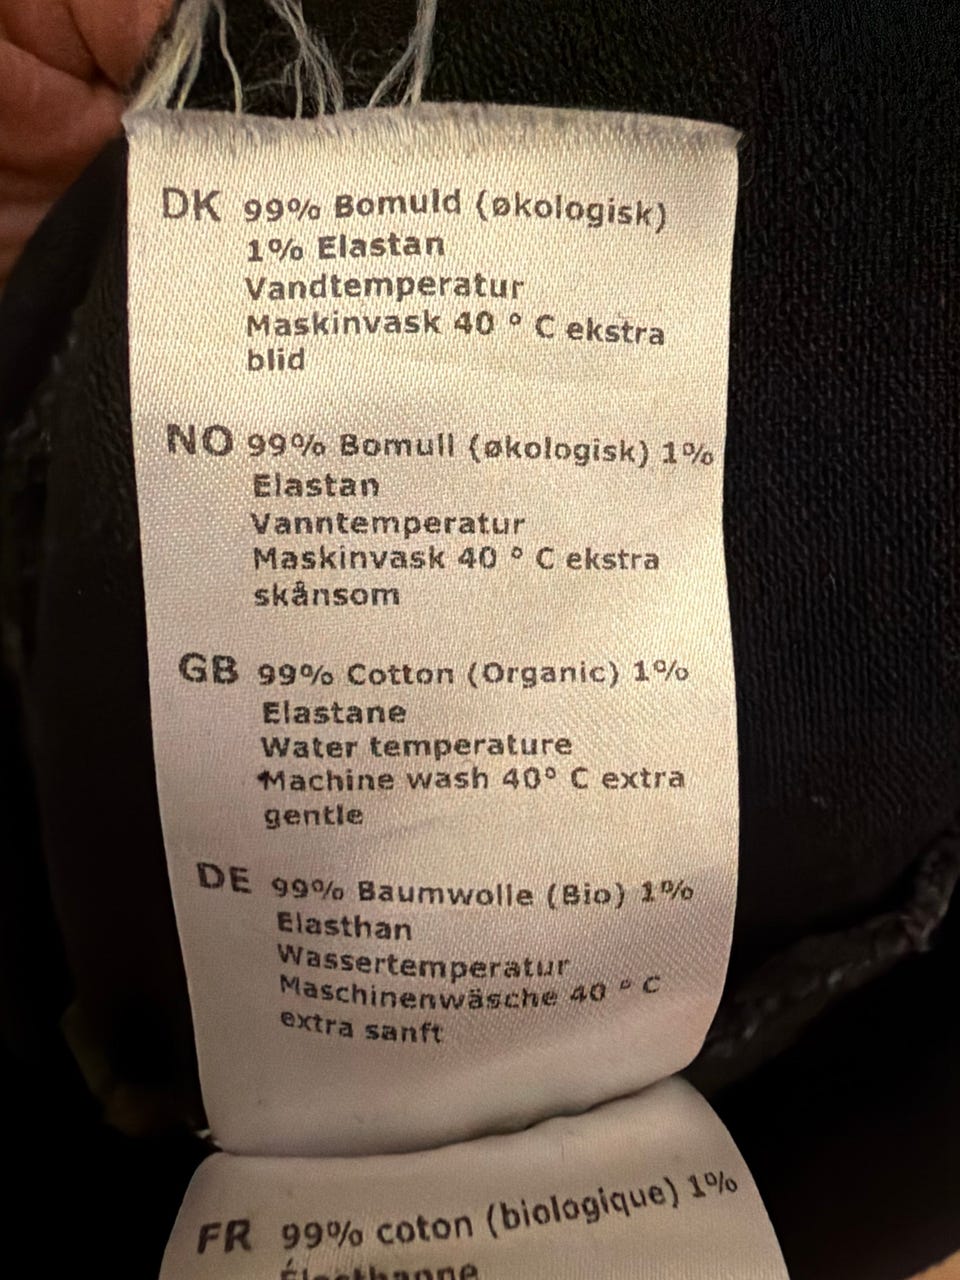 DK 99% Bomuld (økologisk)
1% Elastan
Vandtemperatur
Maskinvask 40 ° C ekstra
blid
NO 99% Bomull (økologisk) 1%
Elastan
Vanntemperatur
Maskinvask 40 ° C ekstra
skånsom
GB 99% Cotton (Organic) 1%
Elastane
Water temperature
Machine wash 40° C extra
gentle
DE 99% Baumwolle (Bio) 1%
Elasthan
Wassertemperatur
Maschinenwäsche 40 ° C
extra sanft
FR 99% coton (biologique) 1%
Élasthanne